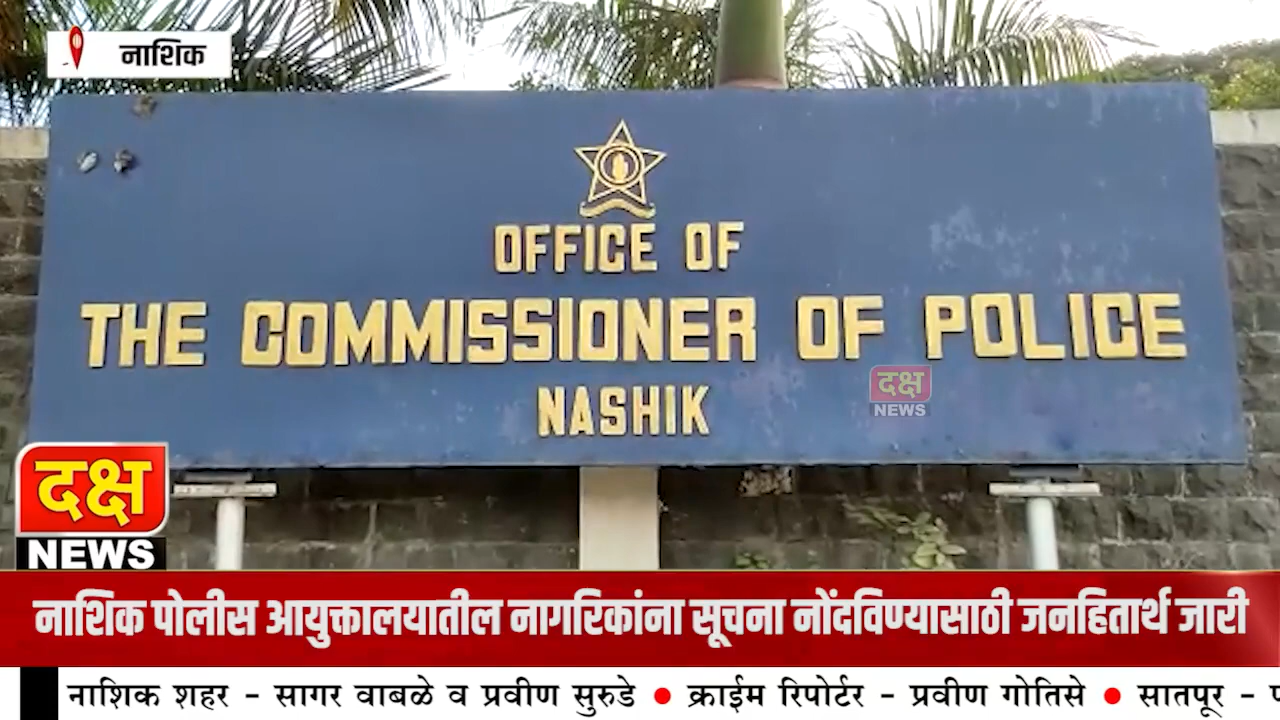 नाशिक
OFFICE OF
THE COMMISSIONER OF POLICE
NASHIK
दक्ष
NEWS
दक्ष
NEWS
नाशिक पोलीस आयुक्तालयातील नागरिकांना सूचना नोंदविण्यासाठी जनहितार्थ जारी
नाशिक शहर - सागर वाबळे व प्रवीण सुरुडे ● क्राईम रिपोर्टर - प्रवीण गोतिसे ● सातपूर -